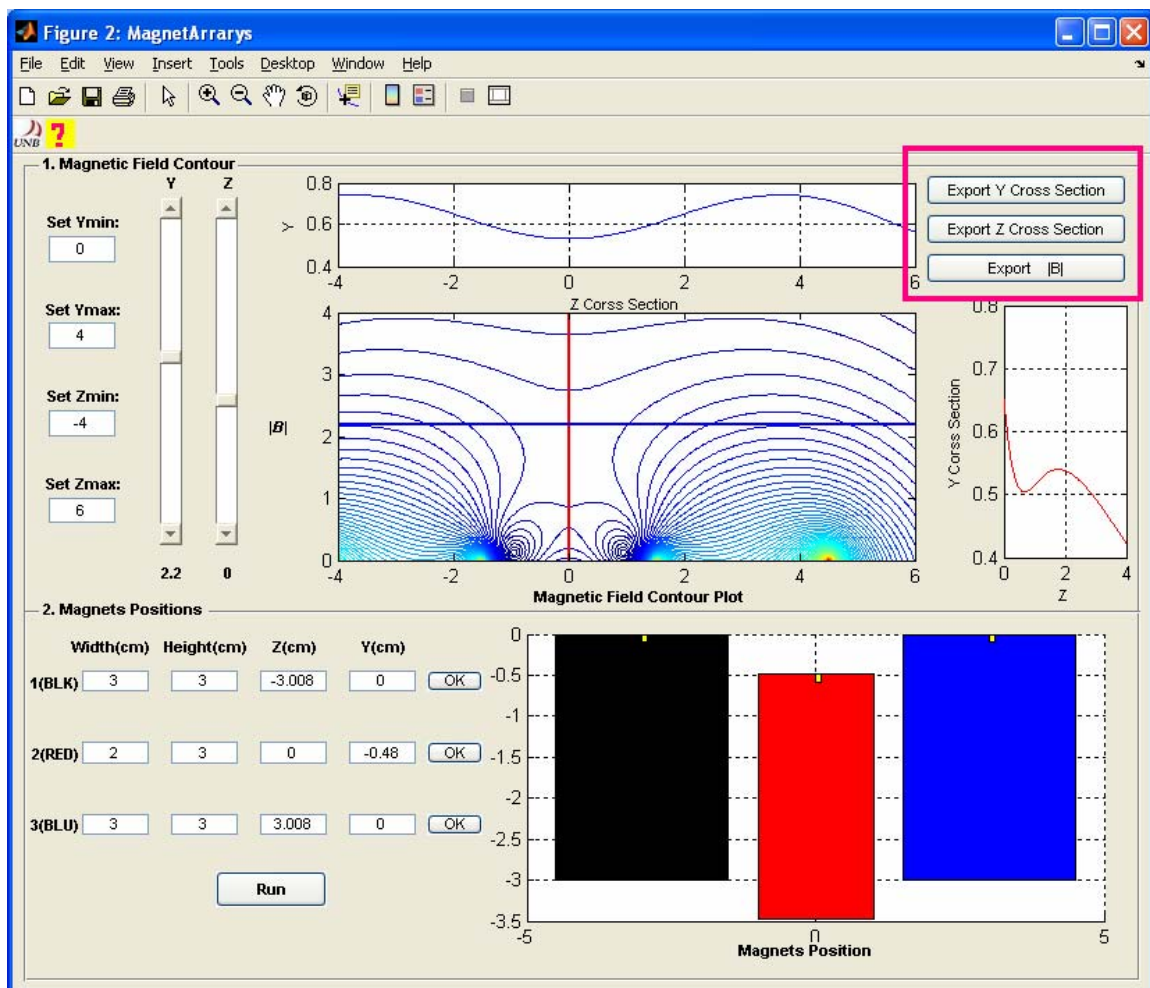 Figure 2: MagnetArrarys
File Edit View Insert Tools Desktop Window Help
UNB ?
1. Magnetic Field Contour
Y Z
Set Ymin:
0
Set Ymax:
4
Set Zmin:
-4
Set Zmax:
6
2.2 0
Y
0.8
0.6
0.4
-4 -2 0 2 4 6
Z Corss Section
Export Y Cross Section
Export Z Cross Section
Export |B|
|B|
4
3
2
1
0
-4 -2 0 2 4 6
Magnetic Field Contour Plot
Y Corss Section
0.8
0.7
0.6
0.5
0.4
0 2 4
Z
2. Magnets Positions
Width(cm) Height(cm) Z(cm) Y(cm)
1(BLK) 3 3 -3.008 0 OK
2(RED) 2 3 0 -0.48 OK
3(BLU) 3 3 3.008 0 OK
Run
0
-0.5
-1
-1.5
-2
-2.5
-3
-3.5
-5 0 5
Magnets Position